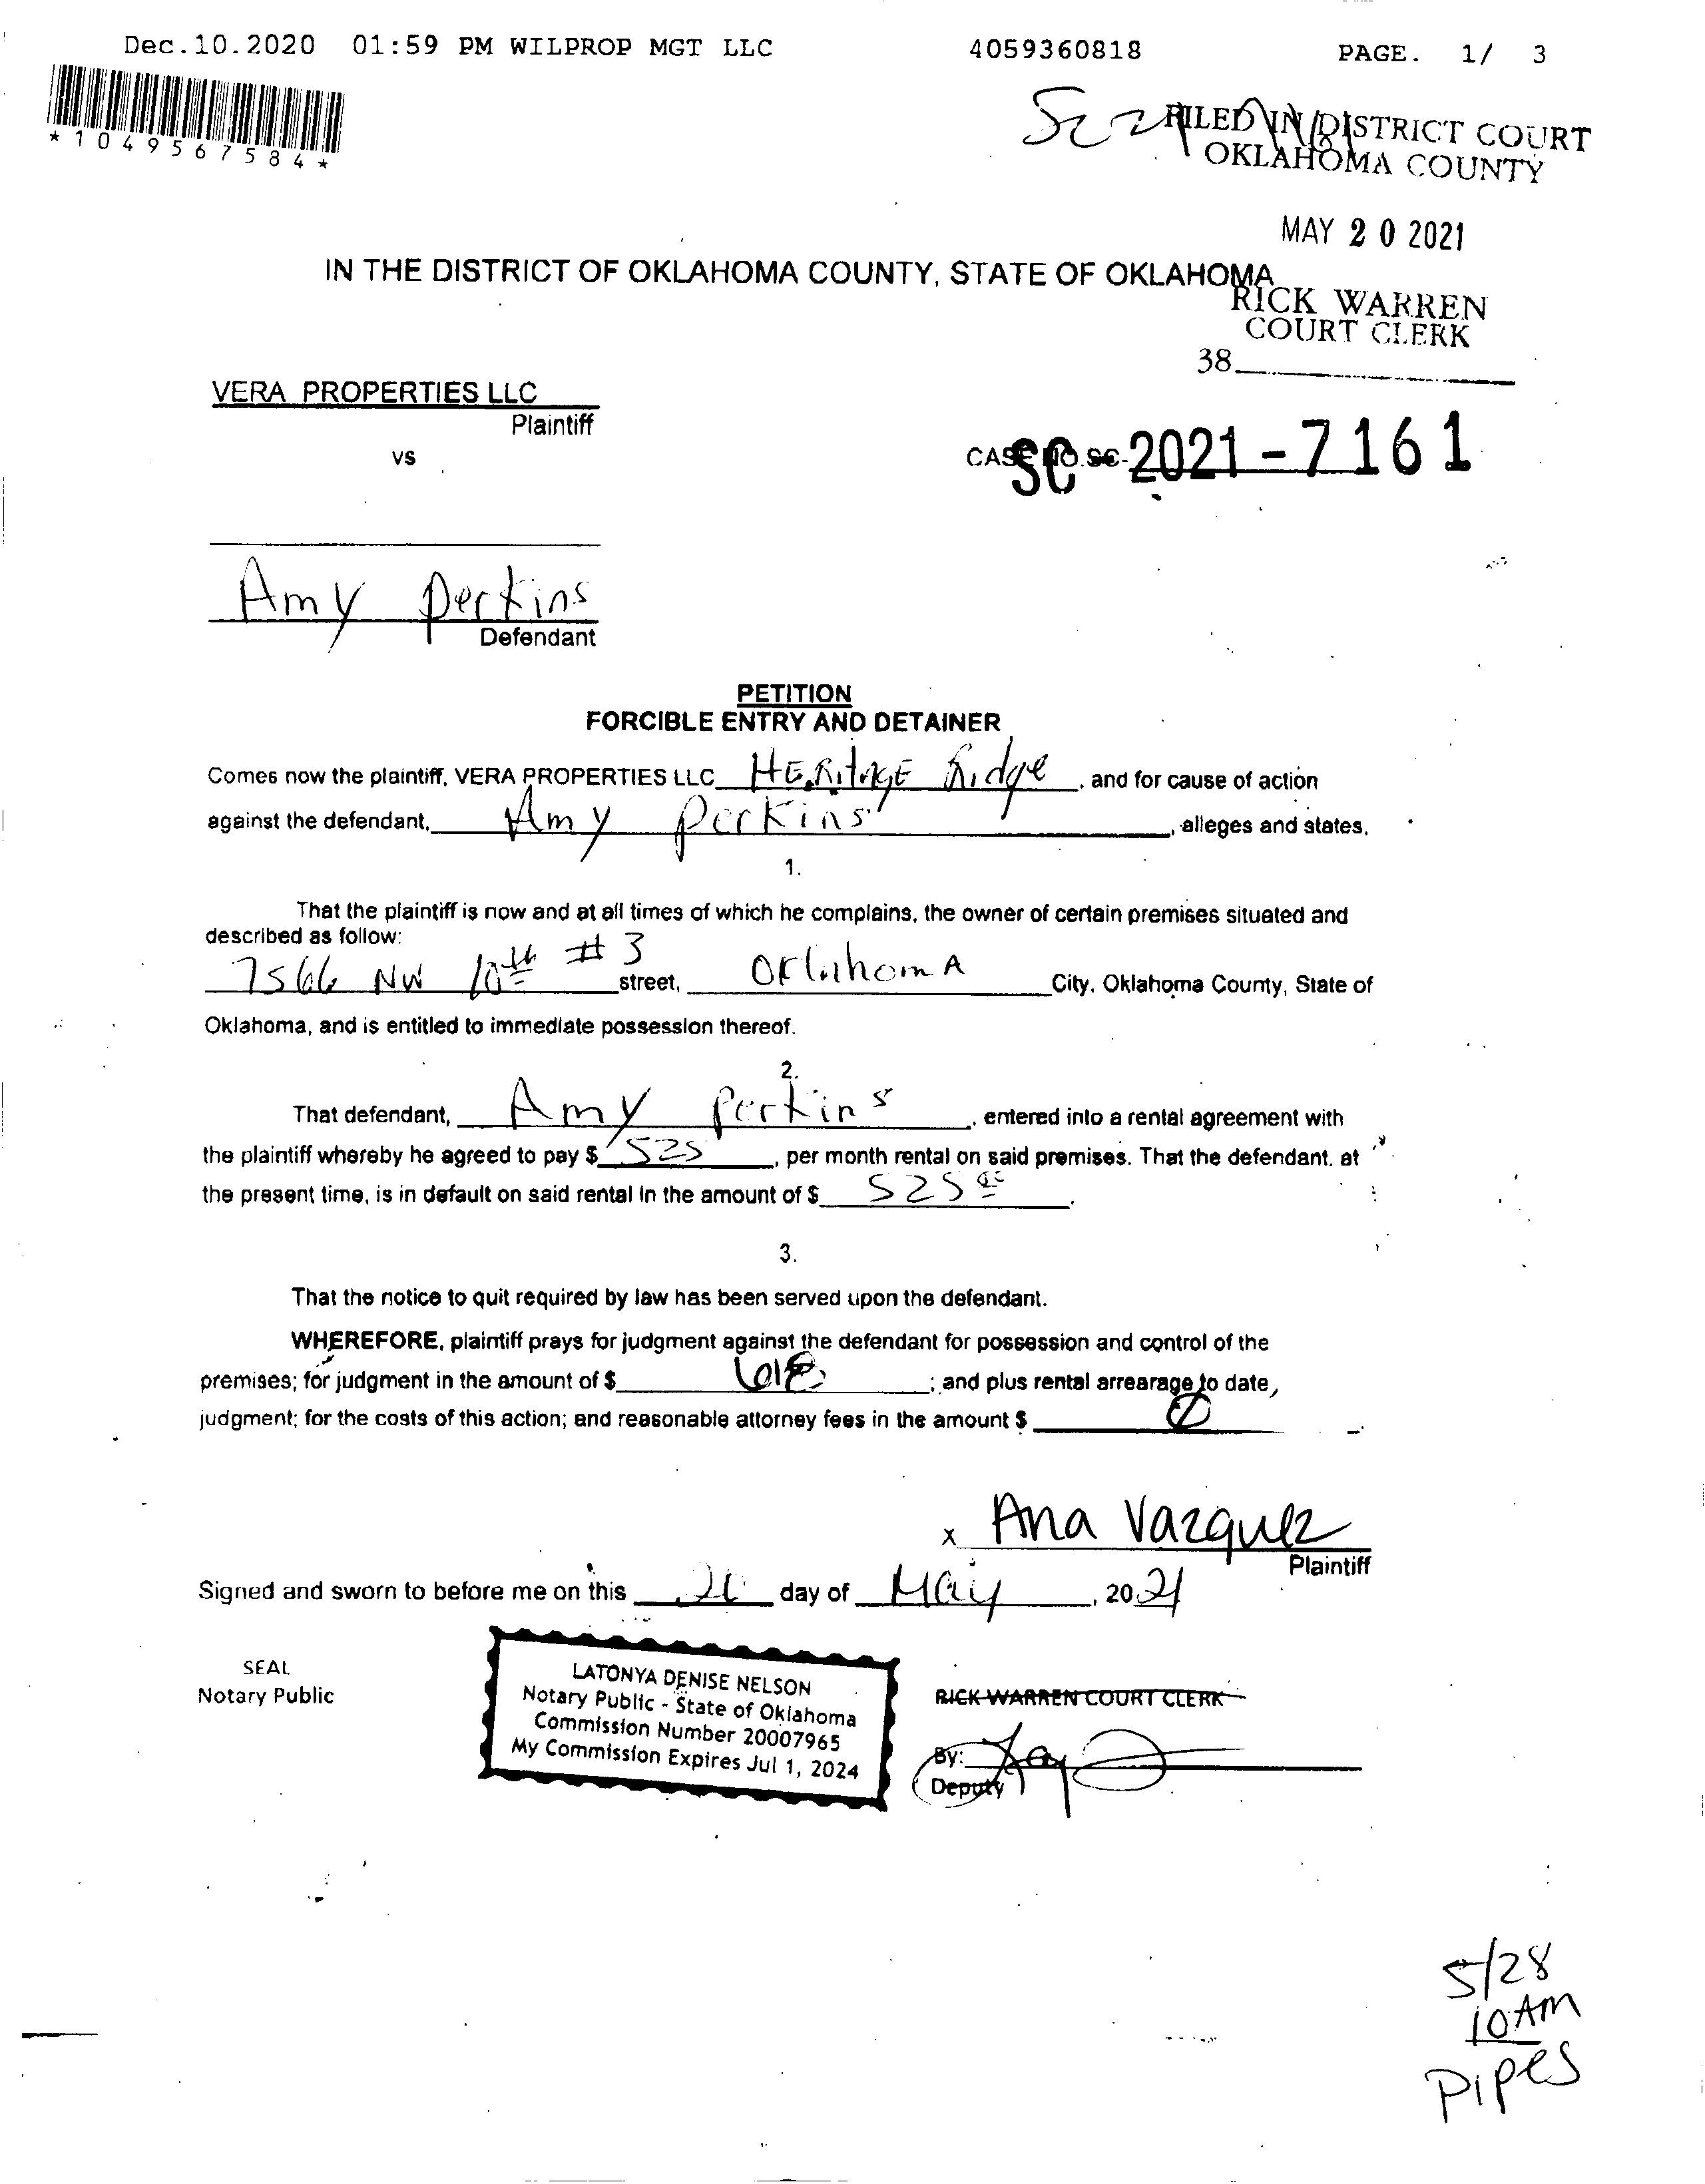 Dec.10.2020 01:59 PM WILPROP MGT LLC 4059360818 PAGE. 1/ 3
*1049567584*
FILED IN DISTRICT COURT
OKLAHOMA COUNTY
MAY 20 2021
IN THE DISTRICT OF OKLAHOMA COUNTY, STATE OF OKLAHOMA
RICK WARREN
COURT CLERK
38
VERA PROPERTIES LLC
Plaintiff
vs
CASE NO. SC-
SC - 2021 - 7161
Amy Perkins
Defendant
PETITION
FORCIBLE ENTRY AND DETAINER
Comes now the plaintiff, VERA PROPERTIES LLC HERitAGE Ridge, and for cause of action
against the defendant, Amy Perkins, alleges and states,
1.
That the plaintiff is now and at all times of which he complains, the owner of certain premises situated and
described as follow:
7566 NW 10th #3 street, OklahomA City, Oklahoma County, State of
Oklahoma, and is entitled to immediate possession thereof.
2.
That defendant, Amy Perkins, entered into a rental agreement with
the plaintiff whereby he agreed to pay $ 525, per month rental on said premises. That the defendant, at
the present time, is in default on said rental in the amount of $ 525 00.
3.
That the notice to quit required by law has been served upon the defendant.
WHEREFORE, plaintiff prays for judgment against the defendant for possession and control of the
premises; for judgment in the amount of $ ; and plus rental arrearage to date,
judgment; for the costs of this action; and reasonable attorney fees in the amount $ Ø
x Ana Vazquez
Plaintiff
Signed and sworn to before me on this day of May, 2021
SEAL
Notary Public
LATONYA DENISE NELSON
Notary Public - State of Oklahoma
Commission Number 20007965
My Commission Expires Jul 1, 2024
RICK WARREN COURT CLERK
By:
Deputy
5/28
10 AM
Pipes